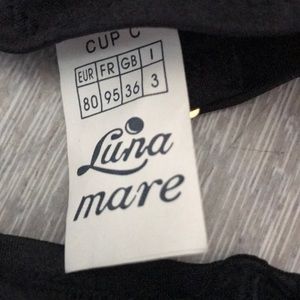 CUP C
EUR FR GB I
80 95 36 3
Luna
mare